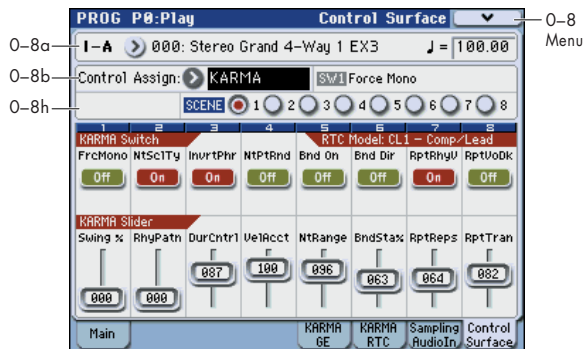 PROG P0:Play Control Surface
0–8 Menu
0–8a
I-A 000: Stereo Grand 4-Way 1 EX3 ♩= 100.00
0–8b
Control Assign: KARMA SW1 Force Mono
0–8h
SCENE 1 2 3 4 5 6 7 8
1 2 3 4 5 6 7 8
KARMA Switch RTC Model: CL1 - Comp/Lead
FrcMono NtSclTy InvrtPhr NtPtRnd Bnd On Bnd Dir RptRhyV RptVoDk
Off On On Off Off Off On Off
KARMA Slider
Swing % RhyPatn DurCntrl VelAcct NtRange BndSta% RptReps RptTran
000 000 087 100 096 063 064 082
Main KARMA GE KARMA RTC Sampling AudioIn Control Surface